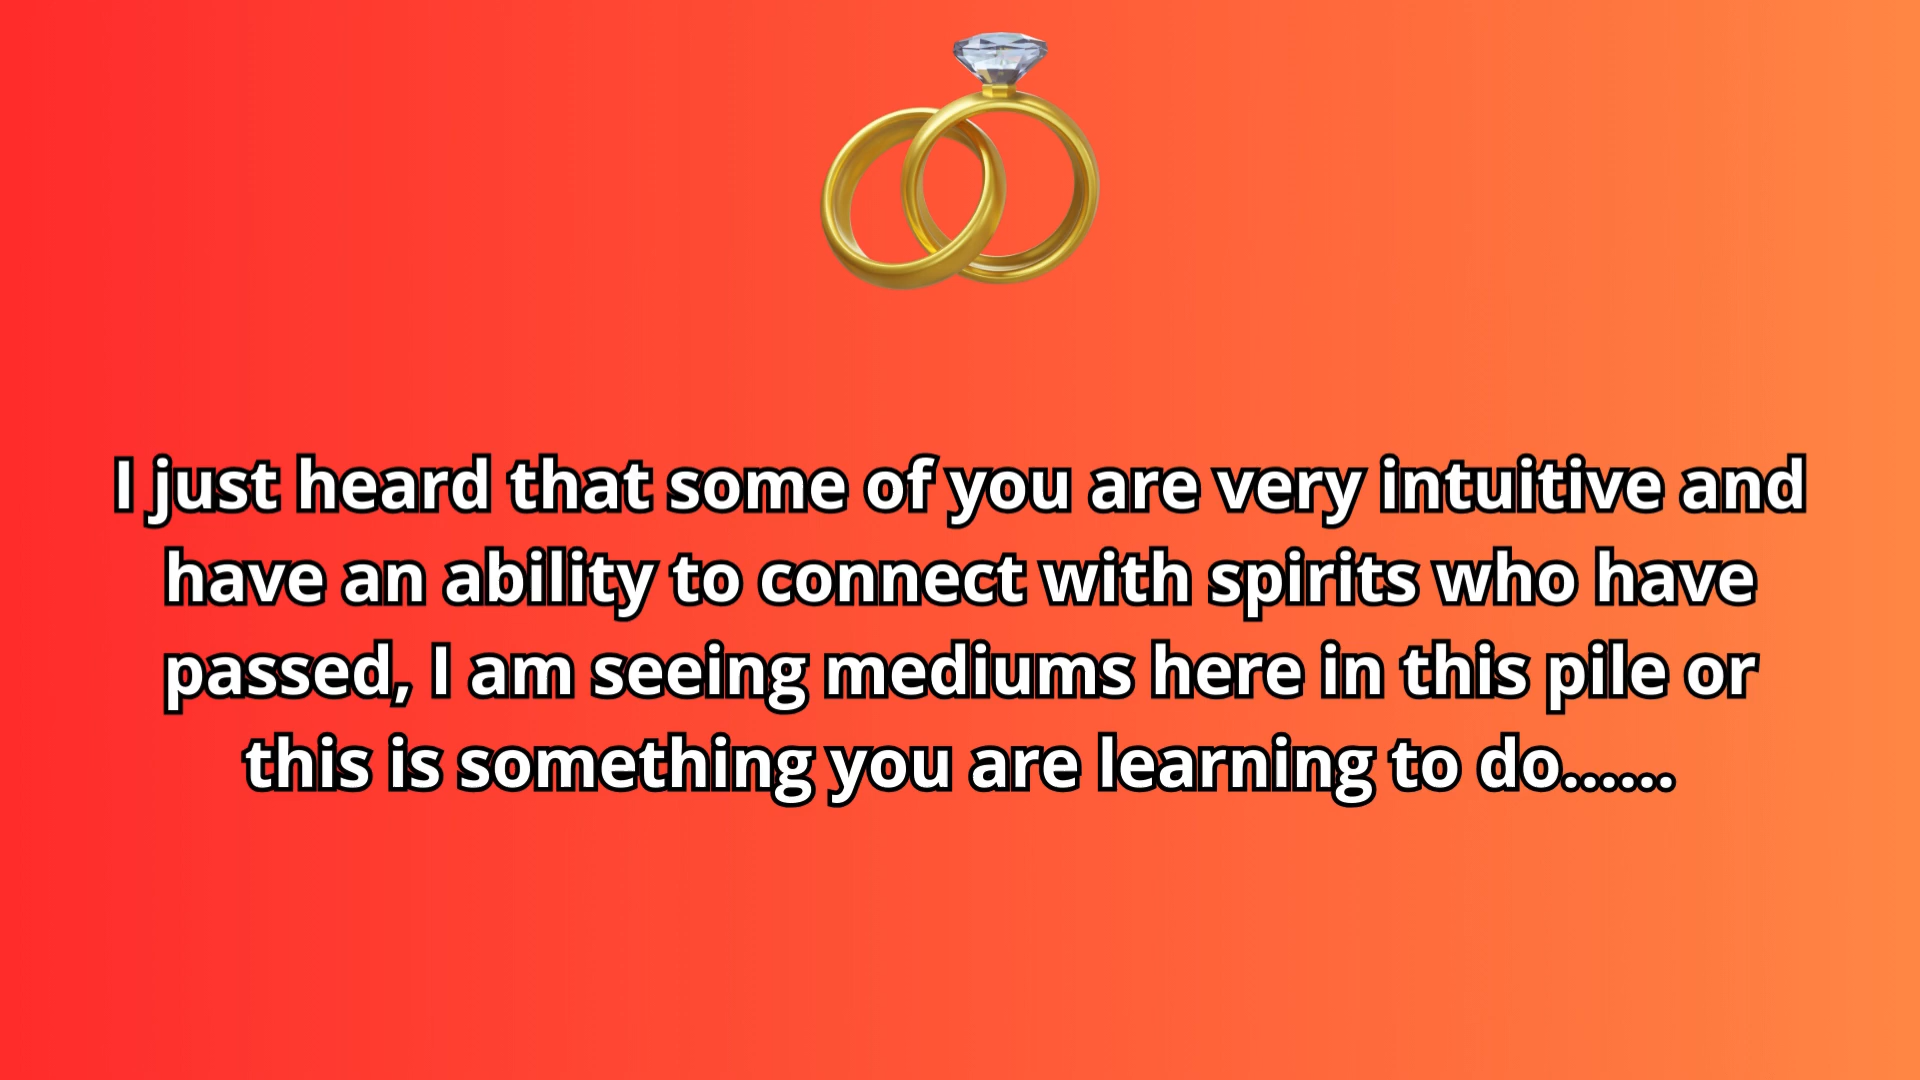 I just heard that some of you are very intuitive and
have an ability to connect with spirits who have
passed, I am seeing mediums here in this pile or
this is something you are learning to do......